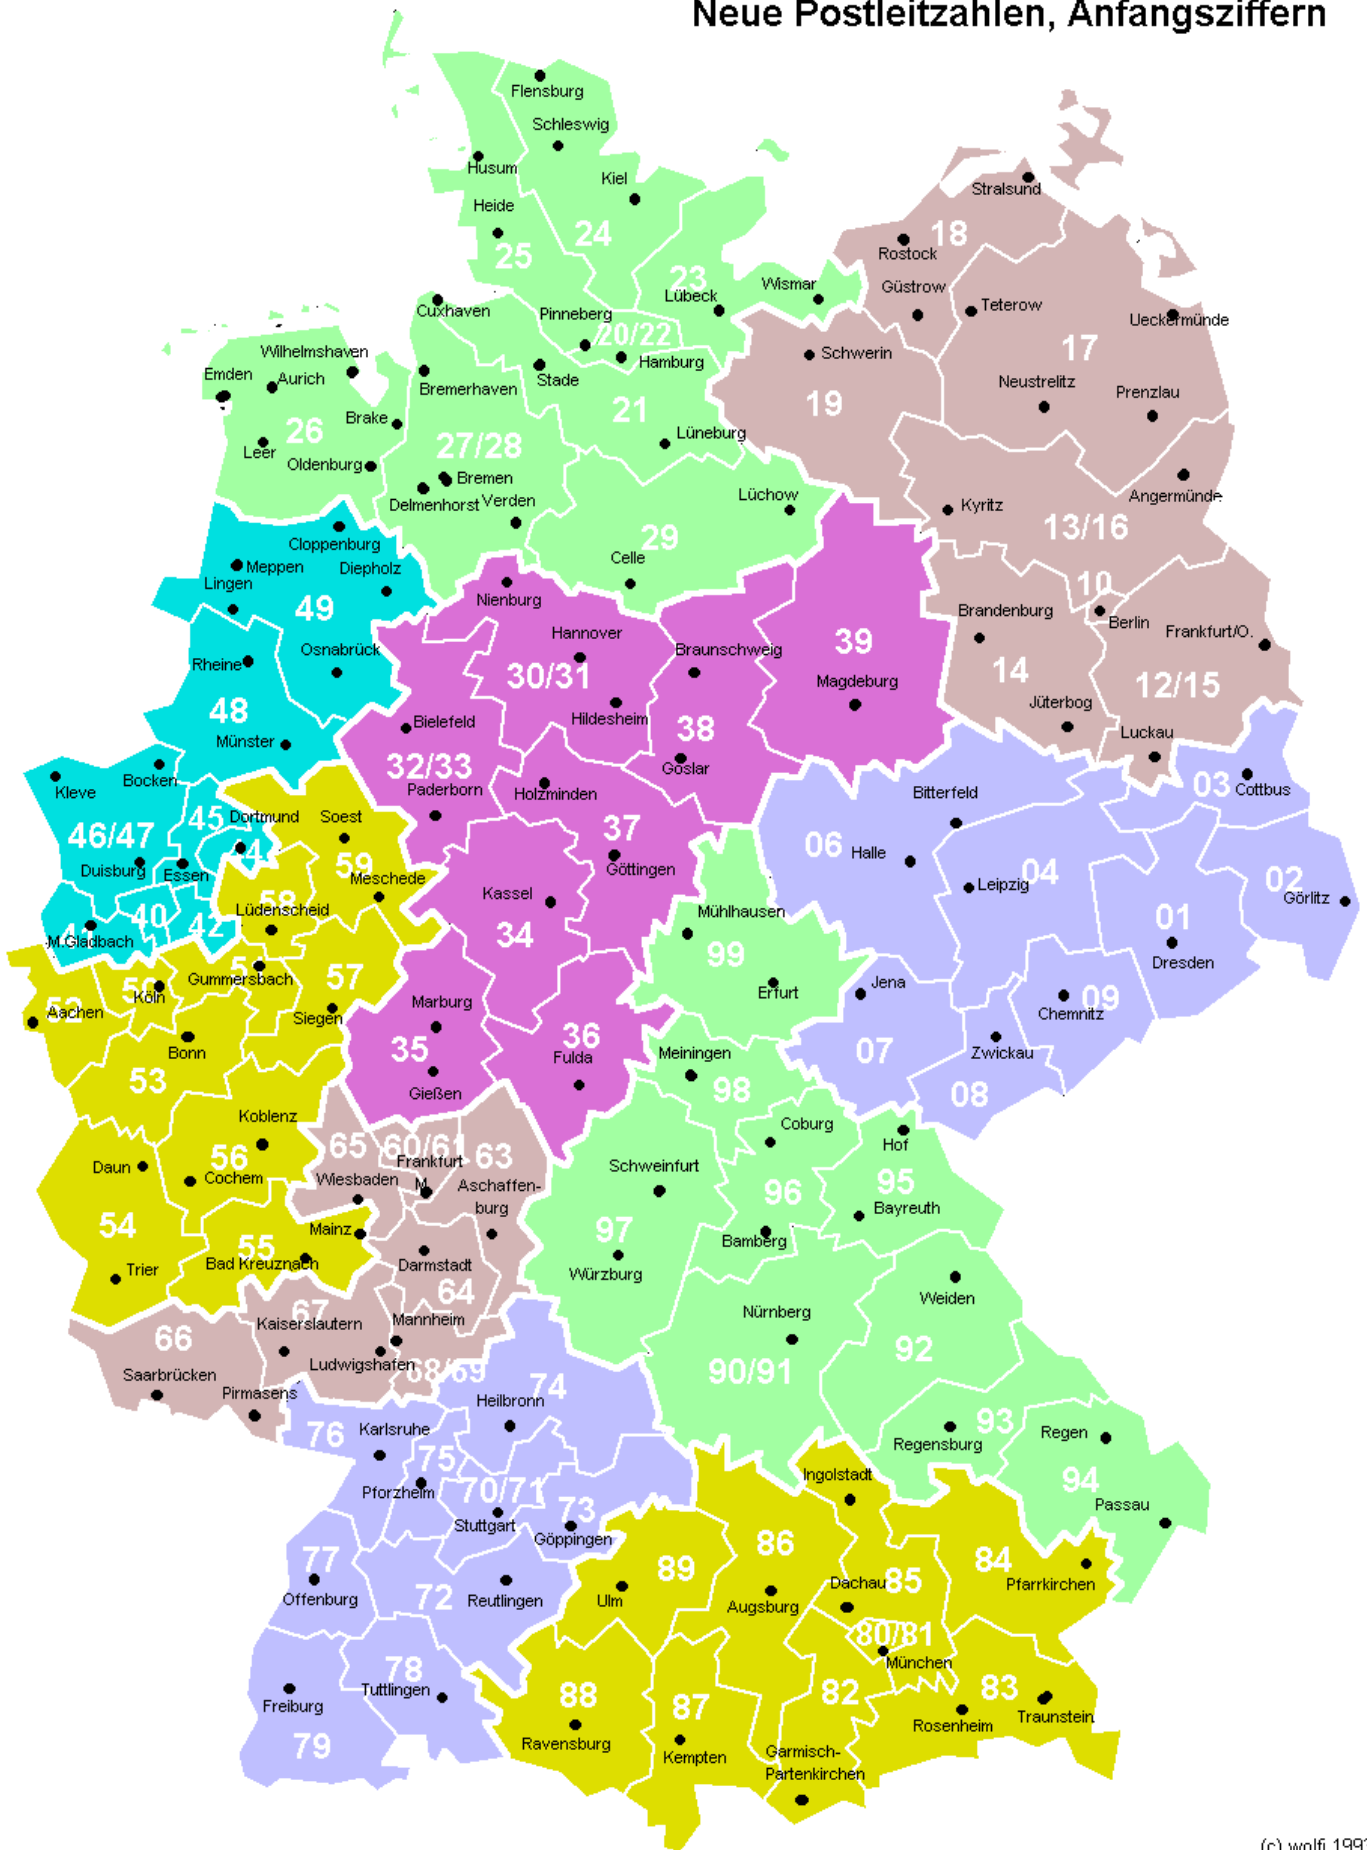 Neue Postleitzahlen, Anfangsziffern
Flensburg
Schleswig
Husum
Kiel
Stralsund
Heide
24
18
25
Rostock
23
Wismar
Güstrow
Lübeck
Cuxhaven
Pinneberg
Teterow
Ueckermünde
20/22
Wilhelmshaven
Hamburg
Schwerin
17
Emden
Aurich
Bremerhaven
Stade
Neustrelitz
Prenzlau
19
21
Brake
26
27/28
Lüneburg
Leer
Oldenburg
Bremen
Delmenhorst
Verden
Lüchow
Angermünde
Kyritz
13/16
29
Cloppenburg
Celle
Meppen
Diepholz
Lingen
10
49
Nienburg
Brandenburg
Berlin
Hannover
39
Frankfurt/O.
Osnabrück
Braunschweig
Rheine
30/31
Magdeburg
14
12/15
48
Hildesheim
Jüterbog
Bielefeld
38
Münster
Luckau
32/33
Goslar
Bocken
Kleve
Paderborn
Holzminden
Bitterfeld
03
Cottbus
45
Dortmund
Soest
46/47
37
06
Halle
44
59
Duisburg
Essen
Göttingen
04
Meschede
Leipzig
02
Kassel
Görlitz
58
Lüdenscheid
Mühlhausen
40
42
34
01
41
M.Gladbach
99
Dresden
51
Gummersbach
57
50
Köln
Jena
Erfurt
52
Aachen
Marburg
09
Chemnitz
Siegen
36
Bonn
35
Fulda
Meiningen
07
Zwickau
53
Gießen
98
08
Koblenz
Coburg
65
60/61
Hof
56
63
Daun
Frankfurt
M.
Schweinfurt
Cochem
Wiesbaden
Aschaffen-
burg
96
95
Bayreuth
54
Mainz
97
55
Bamberg
Bad Kreuznach
Darmstadt
Trier
Würzburg
64
Weiden
67
Nürnberg
Kaiserslautern
Mannheim
66
92
Ludwigshafen
Saarbrücken
68/69
90/91
Pirmasens
74
Heilbronn
76
Karlsruhe
93
Regen
Regensburg
75
Ingolstadt
94
Pforzheim
70/71
Passau
73
Stuttgart
Göppingen
86
84
77
89
Dachau
85
Pfarrkirchen
Offenburg
72
Reutlingen
Ulm
Augsburg
80/81
78
München
Tuttlingen
83
Freiburg
88
87
82
Traunstein
Rosenheim
79
Ravensburg
Kempten
Garmisch-
Partenkirchen
(c) wolfi 1993